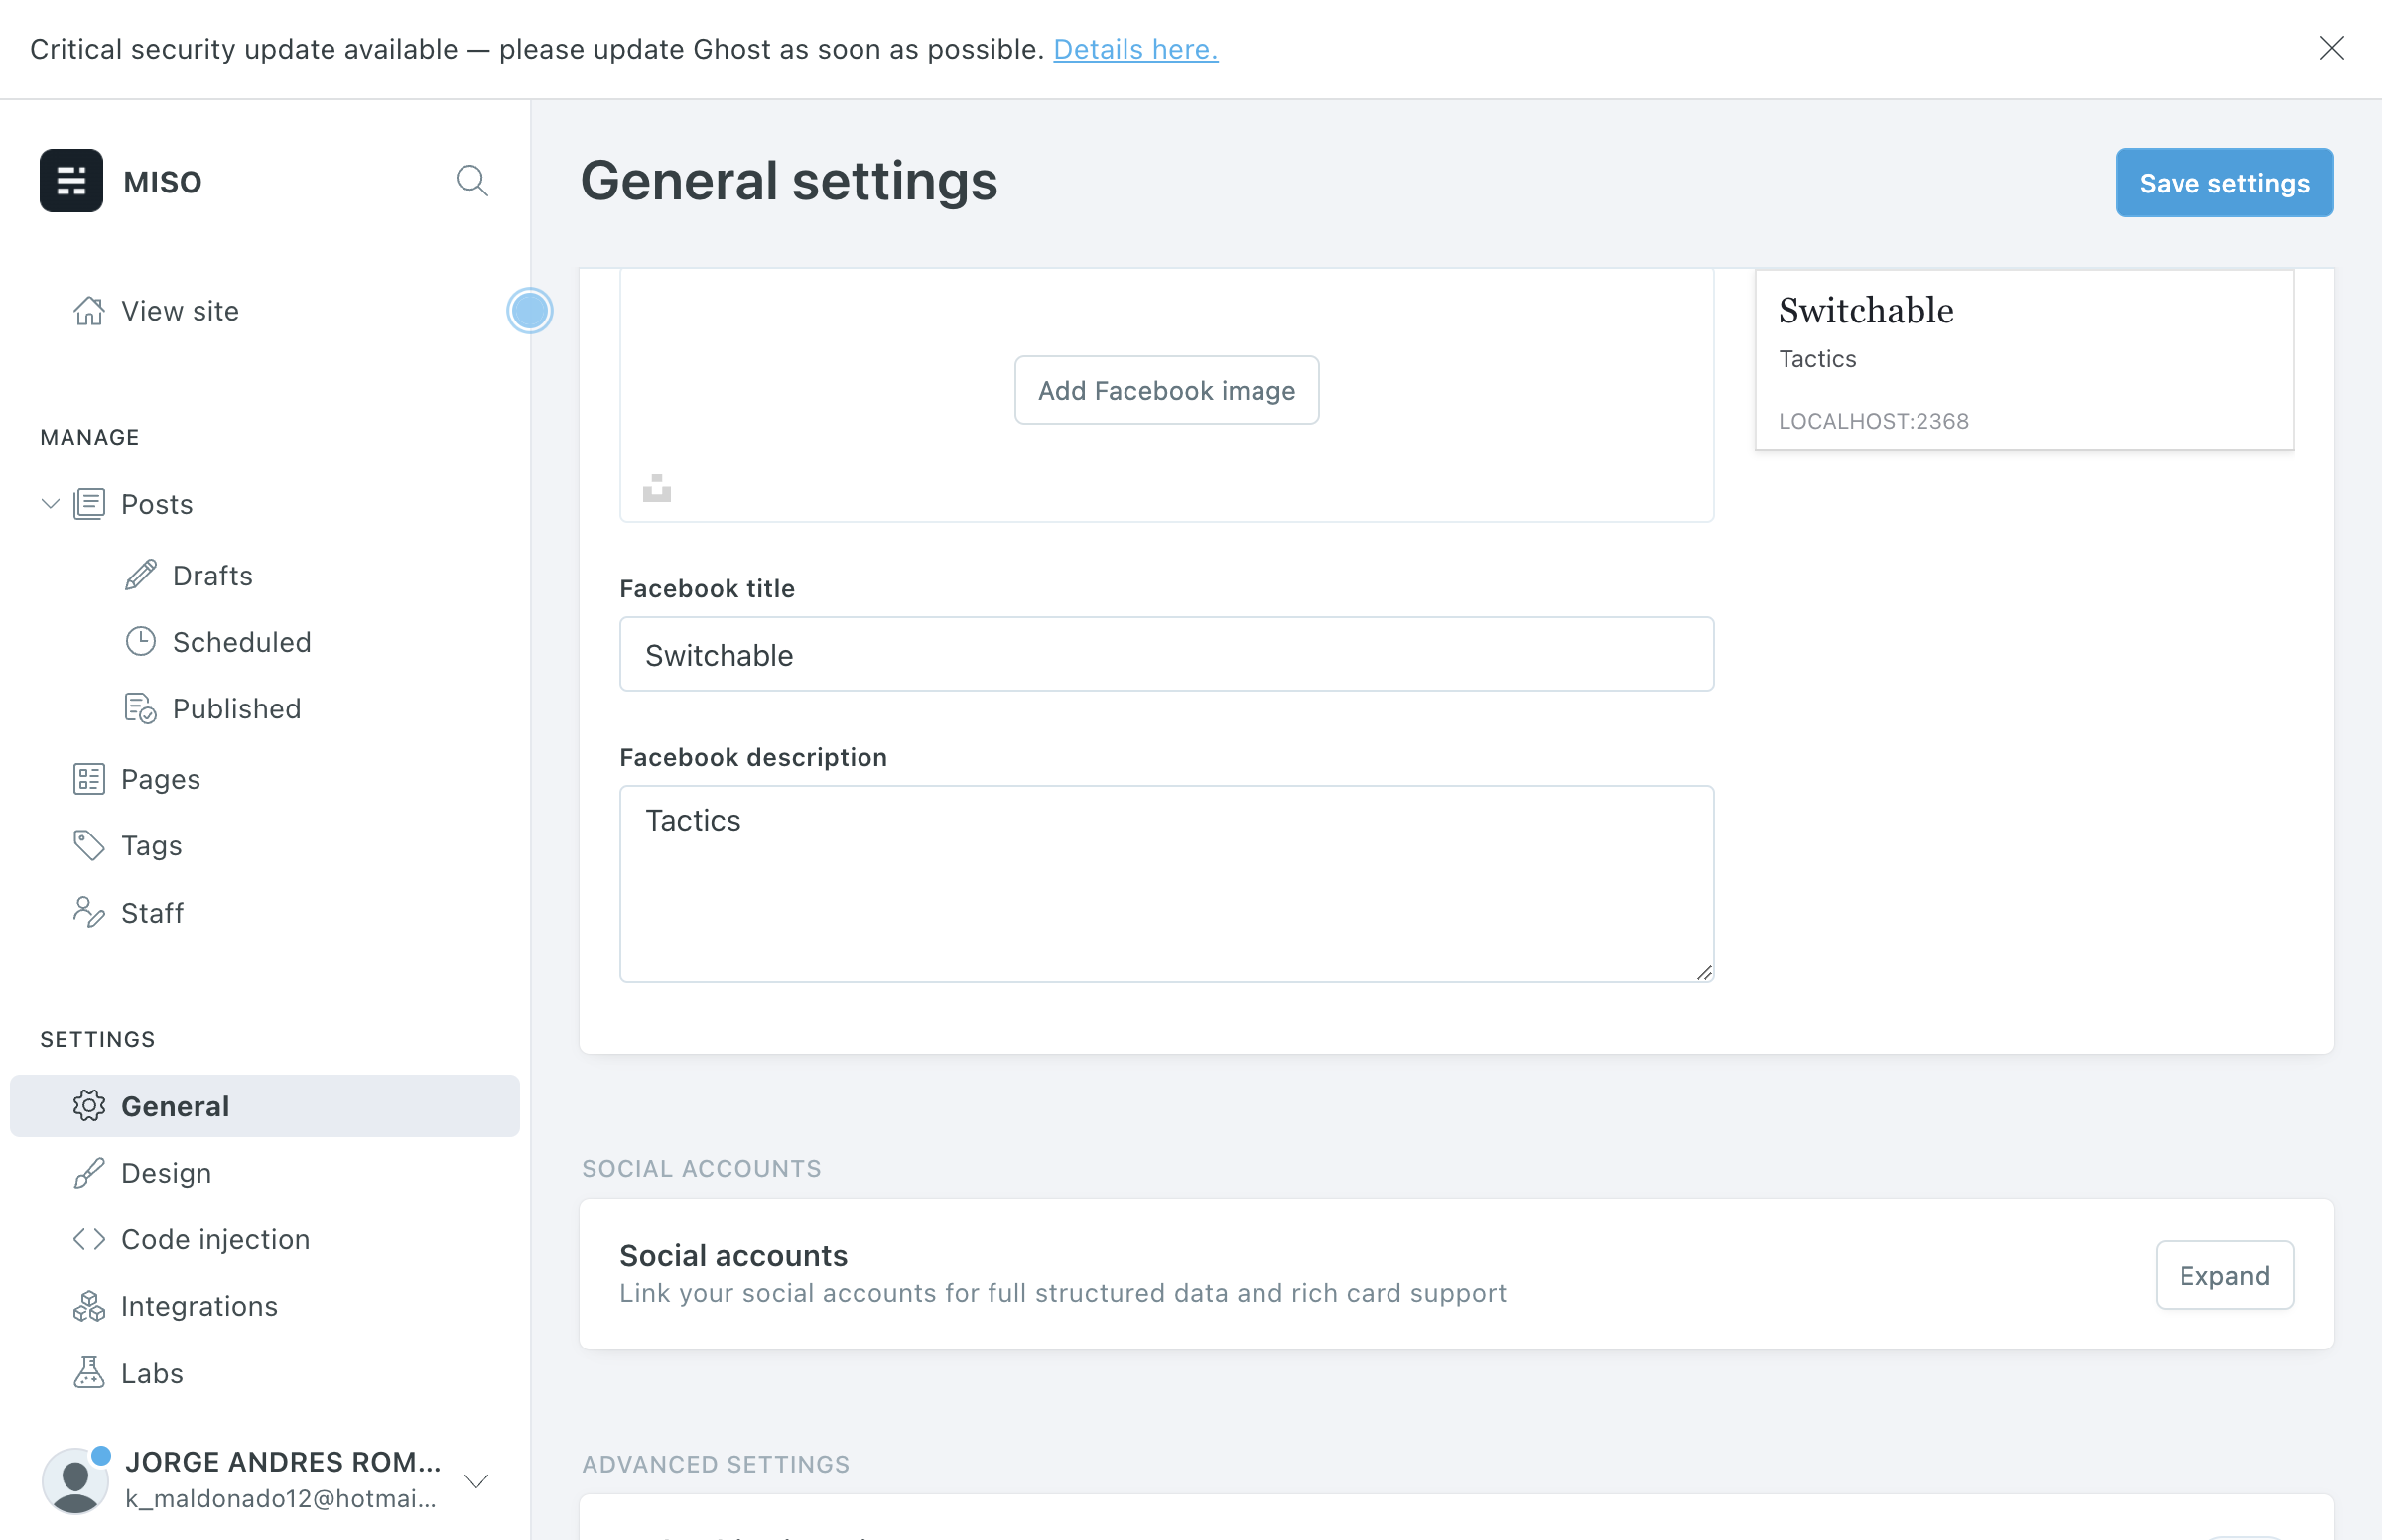 Critical security update available — please update Ghost as soon as possible. Details here.
MISO
View site
MANAGE
Posts
Drafts
Scheduled
Published
Pages
Tags
Staff
SETTINGS
General
Design
Code injection
Integrations
Labs
JORGE ANDRES ROM...
k_maldonado12@hotmai...
General settings
Save settings
Add Facebook image
Switchable
Tactics
LOCALHOST:2368
Facebook title
Switchable
Facebook description
Tactics
SOCIAL ACCOUNTS
Social accounts
Link your social accounts for full structured data and rich card support
Expand
ADVANCED SETTINGS